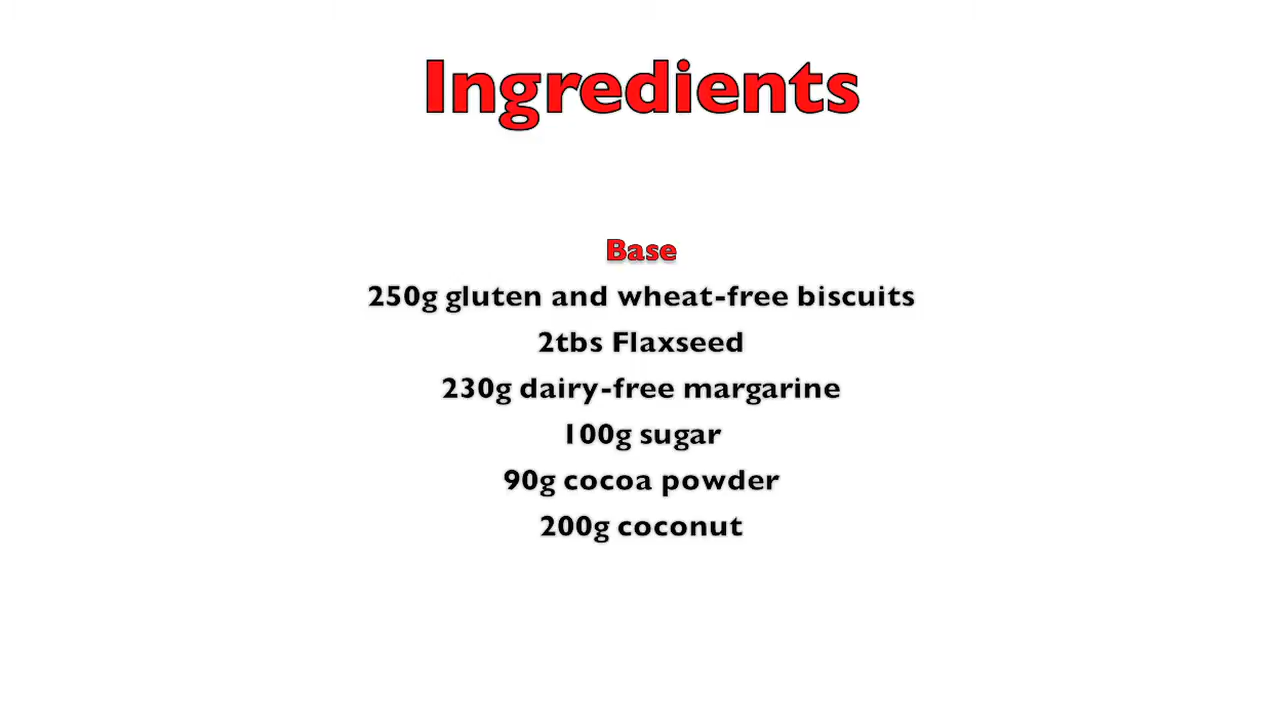 Ingredients
Base
250g gluten and wheat-free biscuits
2tbs Flaxseed
230g dairy-free margarine
100g sugar
90g cocoa powder
200g coconut